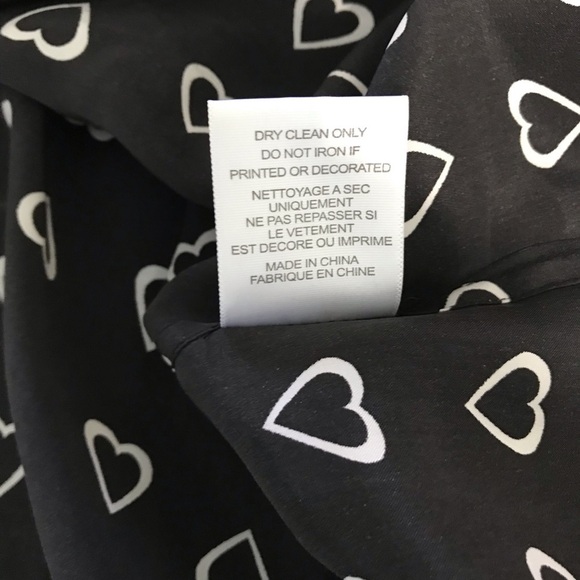 DRY CLEAN ONLY
DO NOT IRON IF
PRINTED OR DECORATED
NETTOYAGE A SEC
UNIQUEMENT
NE PAS REPASSER SI
LE VETEMENT
EST DECORE OU IMPRIME
MADE IN CHINA
FABRIQUE EN CHINE